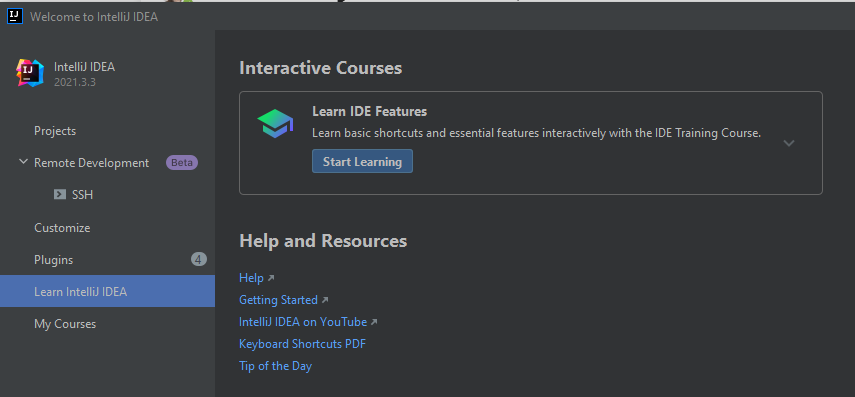 Welcome to IntelliJ IDEA
IntelliJ IDEA
2021.3.3
Projects
Remote Development Beta
SSH
Customize
Plugins 4
Learn IntelliJ IDEA
My Courses
Interactive Courses
Learn IDE Features
Learn basic shortcuts and essential features interactively with the IDE Training Course.
Start Learning
Help and Resources
Help
Getting Started
IntelliJ IDEA on YouTube
Keyboard Shortcuts PDF
Tip of the Day